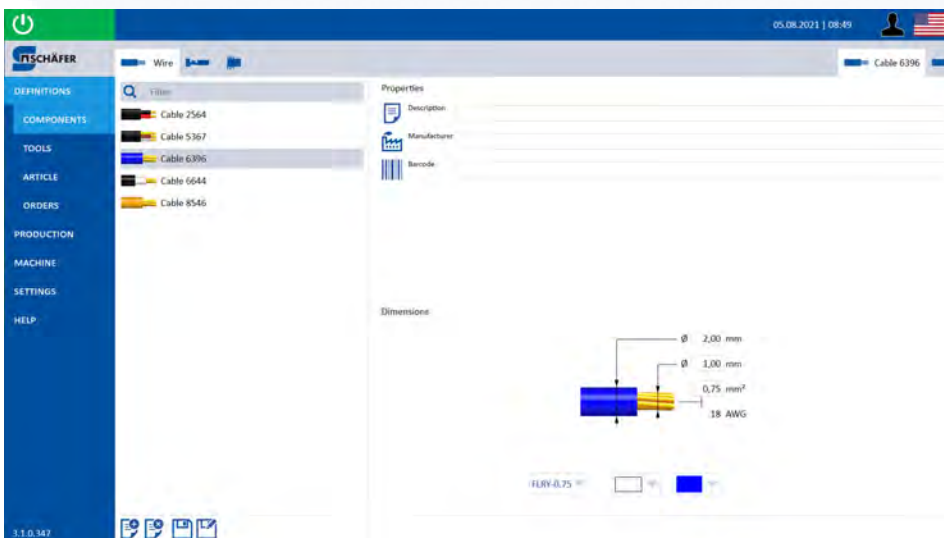 05.08.2021 | 08:49
SCHÄFER
Wire
Cable 6396
DEFINITIONS
COMPONENTS
TOOLS
ARTICLE
ORDERS
PRODUCTION
MACHINE
SETTINGS
HELP
3.1.0.347
Filter
Cable 2564
Cable 5367
Cable 6396
Cable 6644
Cable 8546
Properties
Description
Manufacturer
Barcode
Dimensions
Ø 2,00 mm
Ø 1,00 mm
0,75 mm²
18 AWG
FLRY-0.75